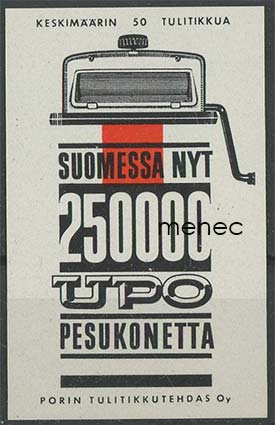 KESKIMÄÄRIN 50 TULITIKKUA
SUOMESSA NYT
250000
menec
UPO
PESUKONETTA
PORIN TULITIKKUTEHDAS Oy